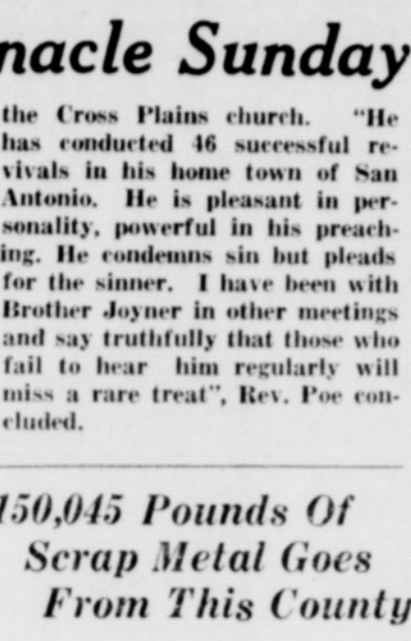 nacle Sunday
the Cross Plains church. "He
has conducted 46 successful re-
vivals in his home town of San
Antonio. He is pleasant in per-
sonality, powerful in his preach-
ing. He condemns sin but pleads
for the sinner. I have been with
Brother Joyner in other meetings
and say truthfully that those who
fail to hear him regularly will
miss a rare treat", Rev. Poe con-
cluded.
150,045 Pounds Of
Scrap Metal Goes
From This County